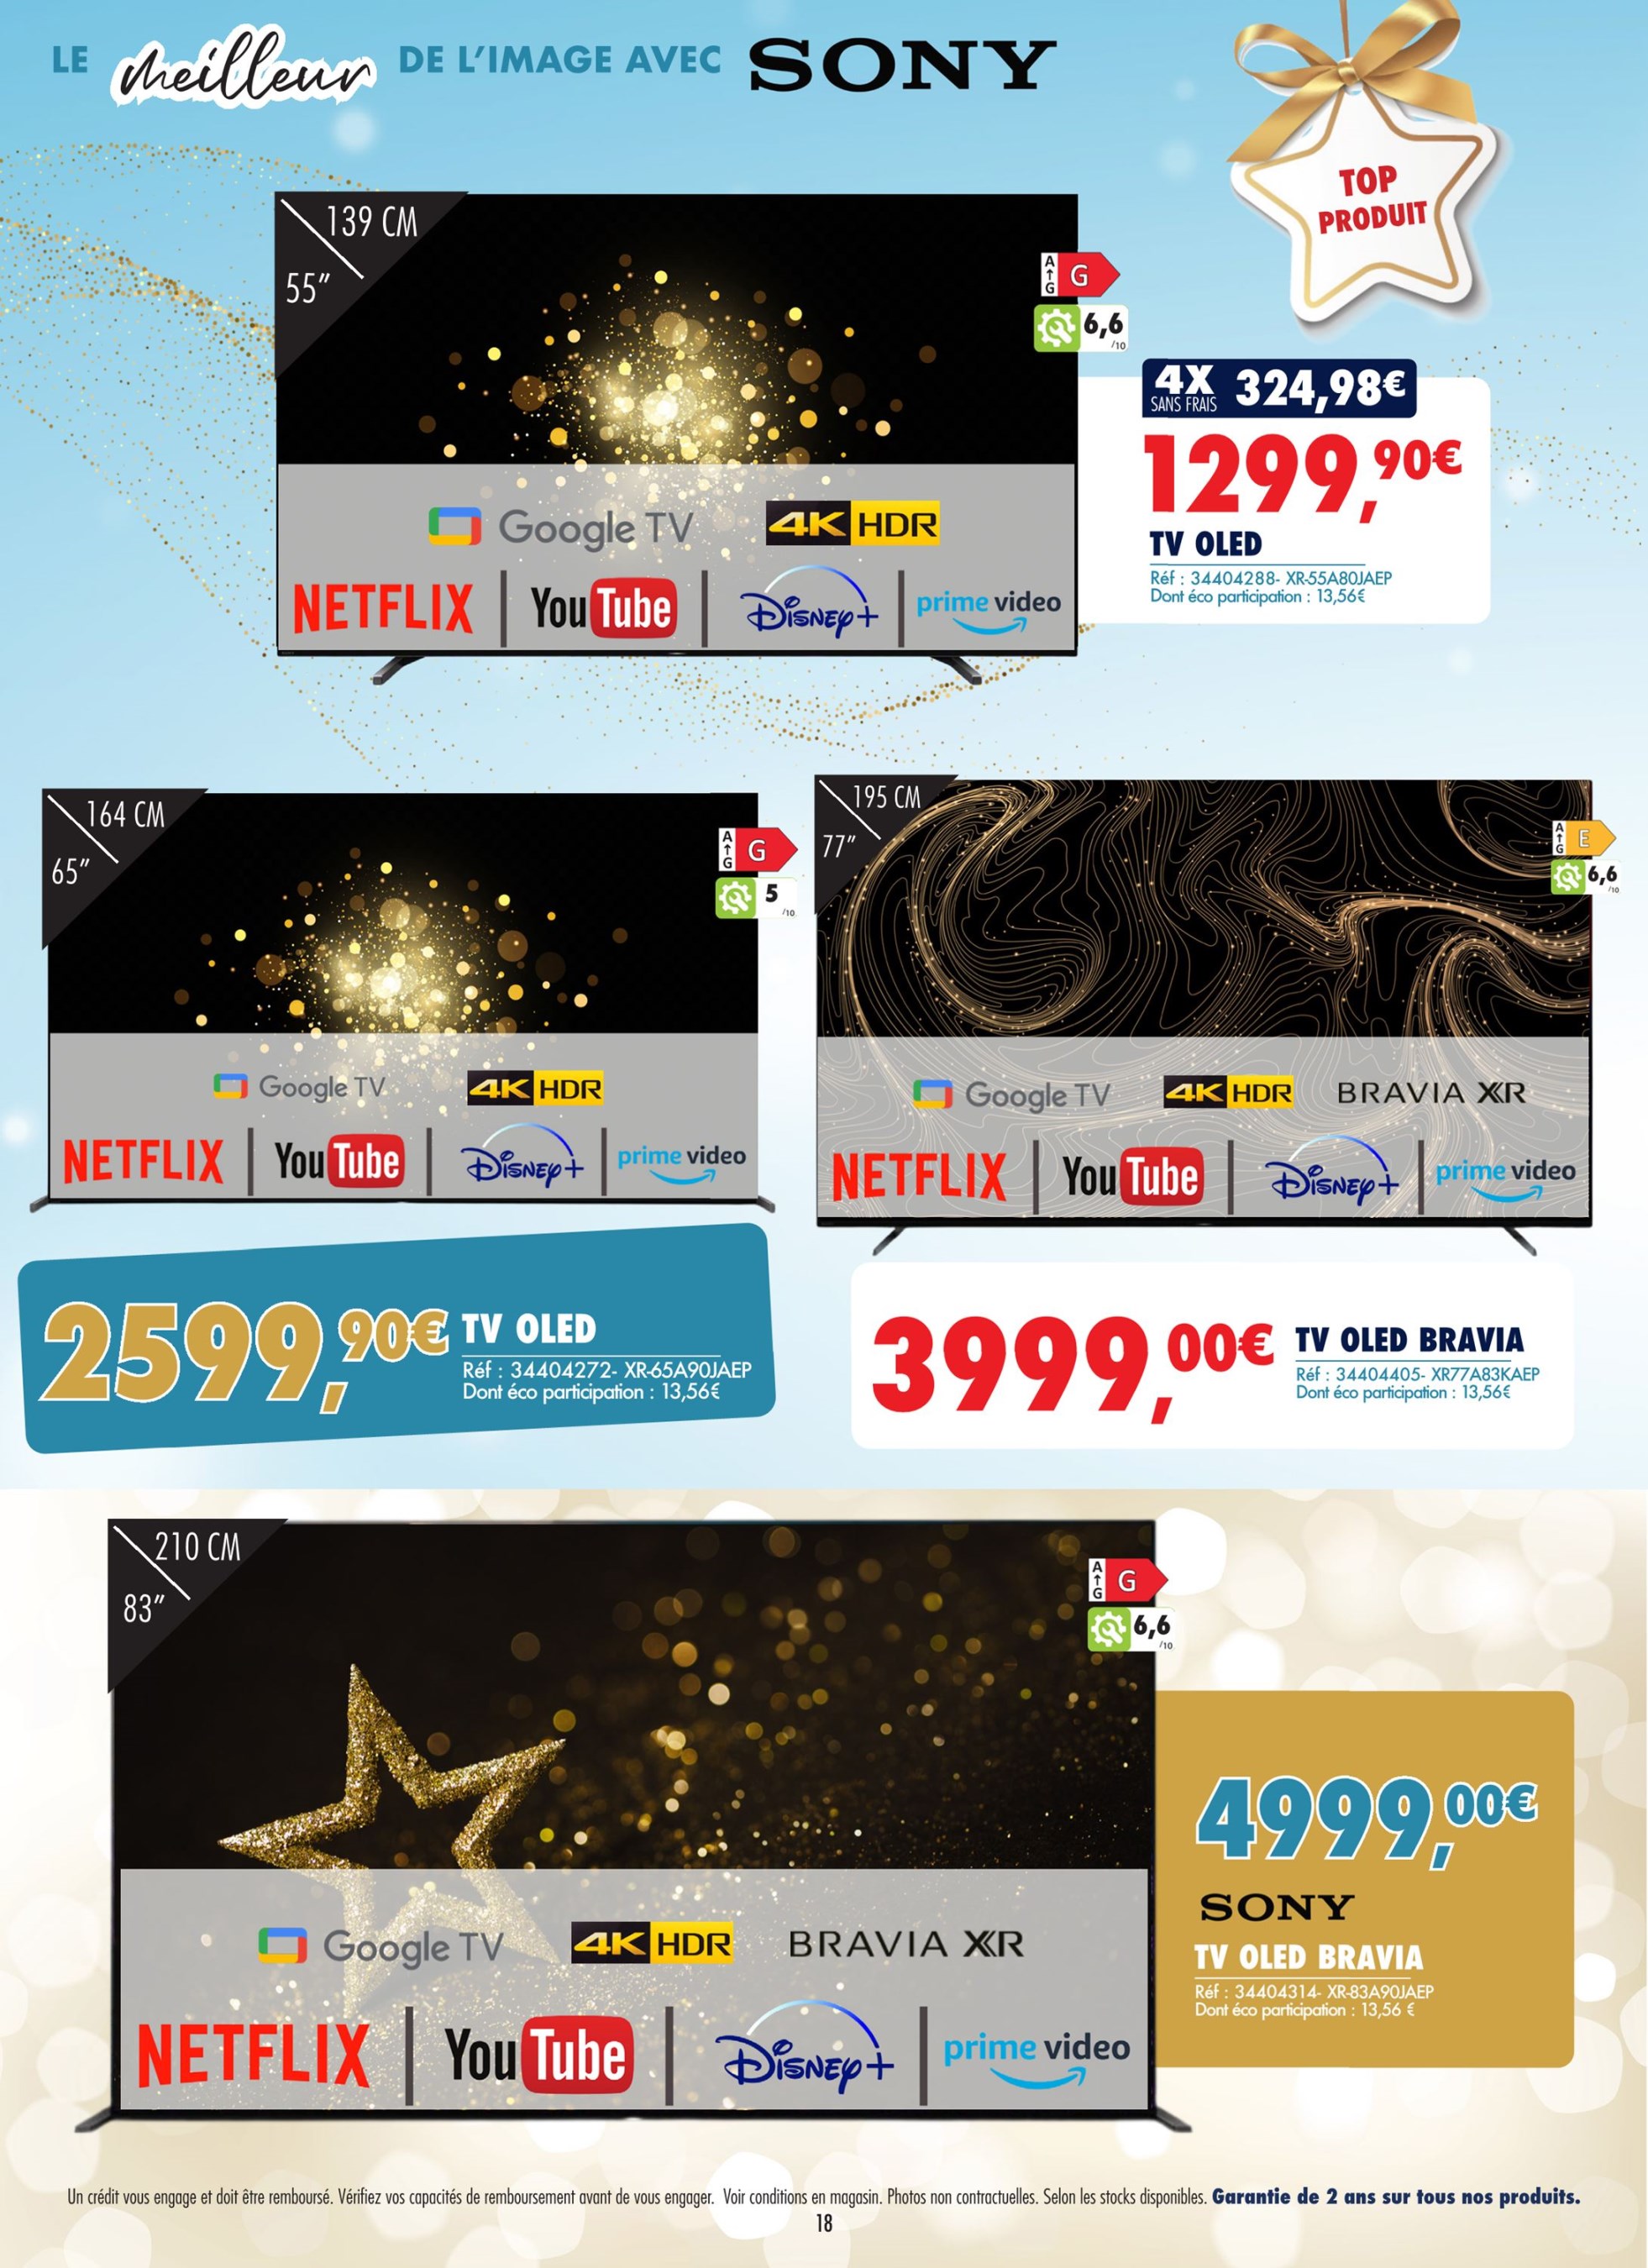 LE meilleur DE L'IMAGE AVEC SONY
TOP
PRODUIT
139 CM
55"
A
G
G
6,6
/10
4X
SANS FRAIS
324,98€
1299,90€
TV OLED
Réf : 34404288- XR-55A80JAEP
Dont éco participation : 13,56€
Google TV 4K HDR
NETFLIX YouTube Disney+ prime video
164 CM
65"
A
G
G
5
/10
Google TV 4K HDR
NETFLIX YouTube Disney+ prime video
2599,90€
TV OLED
Réf : 34404272- XR-65A90JAEP
Dont éco participation : 13,56€
195 CM
77"
A
G
E
6,6
/10
Google TV 4K HDR BRAVIA XR
NETFLIX YouTube Disney+ prime video
3999,00€
TV OLED BRAVIA
Réf : 34404405- XR77A83KAEP
Dont éco participation : 13,56€
210 CM
83"
A
G
G
6,6
/10
Google TV 4K HDR BRAVIA XR
NETFLIX YouTube Disney+ prime video
4999,00€
SONY
TV OLED BRAVIA
Réf : 34404314- XR-83A90JAEP
Dont éco participation : 13,56 €
Un crédit vous engage et doit être remboursé. Vérifiez vos capacités de remboursement avant de vous engager. Voir conditions en magasin. Photos non contractuelles. Selon les stocks disponibles. Garantie de 2 ans sur tous nos produits.
18